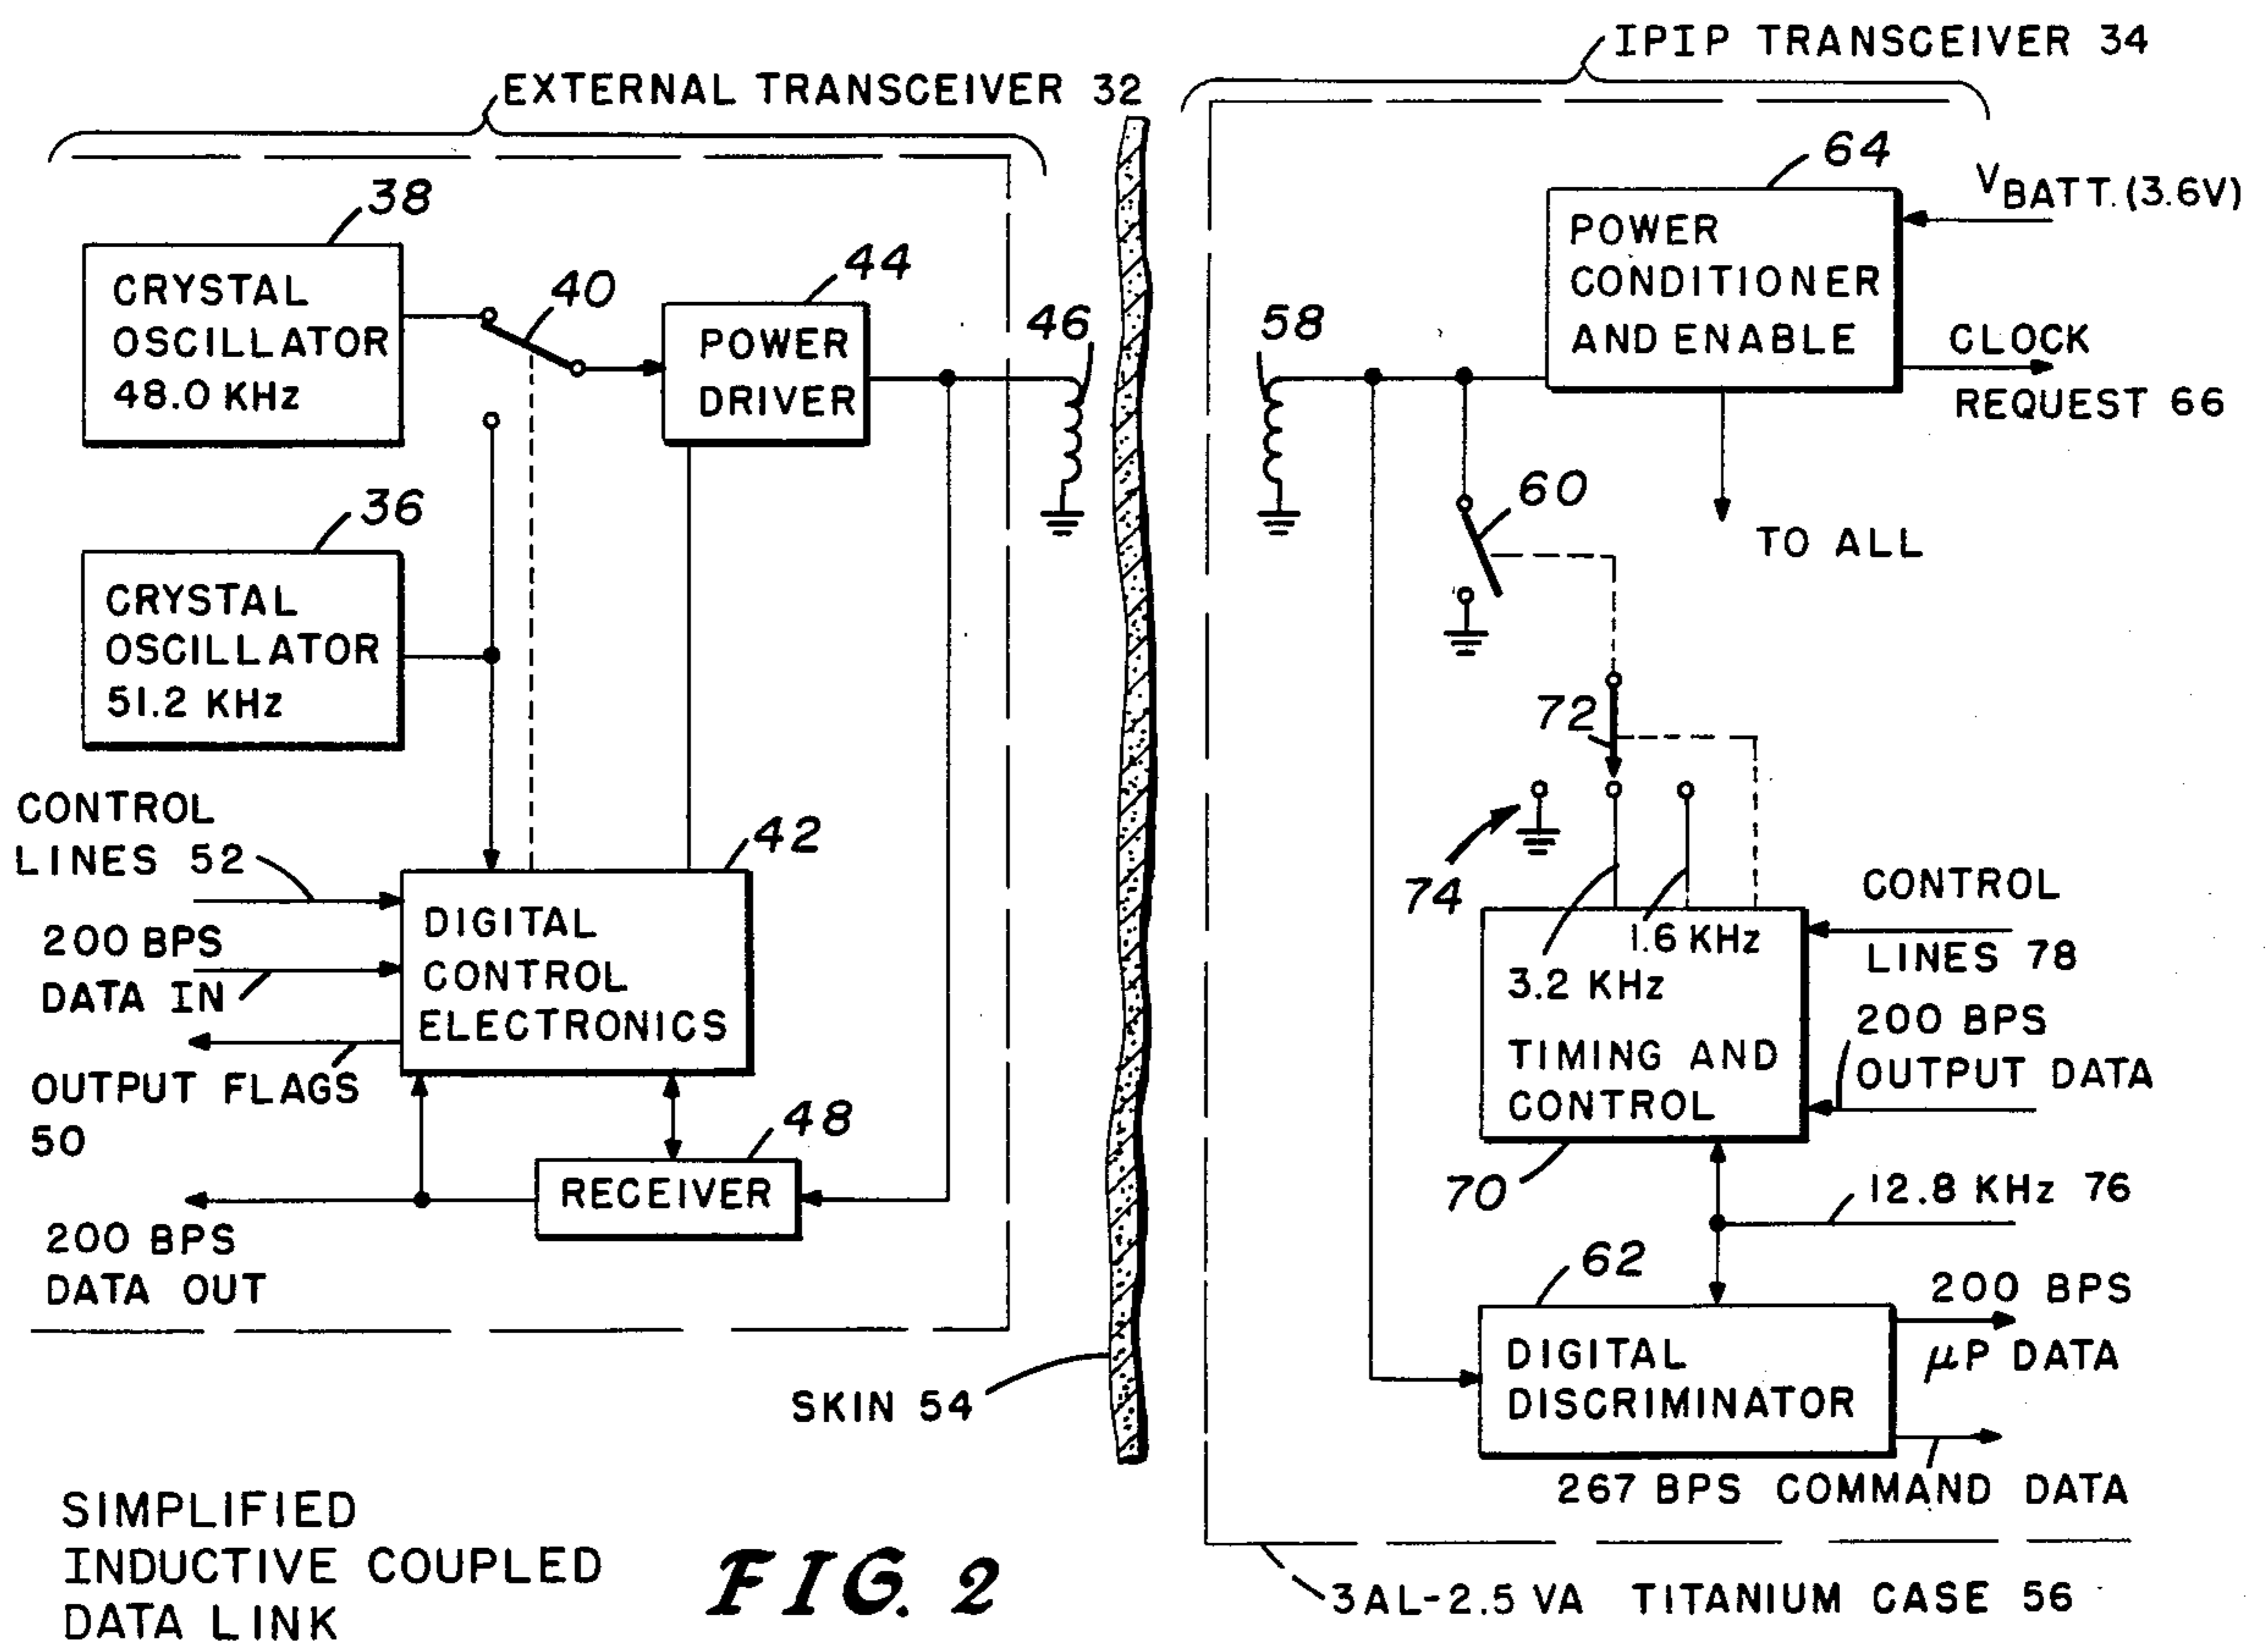 IPIP TRANSCEIVER 34
EXTERNAL TRANSCEIVER 32
38
CRYSTAL
OSCILLATOR
48.0 KHz
40
44
POWER
DRIVER
46
36
CRYSTAL
OSCILLATOR
51.2 KHz
CONTROL
LINES 52
200 BPS
DATA IN
OUTPUT FLAGS
50
42
DIGITAL
CONTROL
ELECTRONICS
48
RECEIVER
200 BPS
DATA OUT
SKIN 54
58
64
POWER
CONDITIONER
AND ENABLE
VBATT. (3.6V)
CLOCK
REQUEST 66
TO ALL
60
72
74
1.6 KHz
3.2 KHz
TIMING AND
CONTROL
70
CONTROL
LINES 78
200 BPS
OUTPUT DATA
12.8 KHz 76
62
DIGITAL
DISCRIMINATOR
200 BPS
μP DATA
267 BPS COMMAND DATA
3AL-2.5 VA TITANIUM CASE 56
SIMPLIFIED
INDUCTIVE COUPLED
DATA LINK
FIG. 2